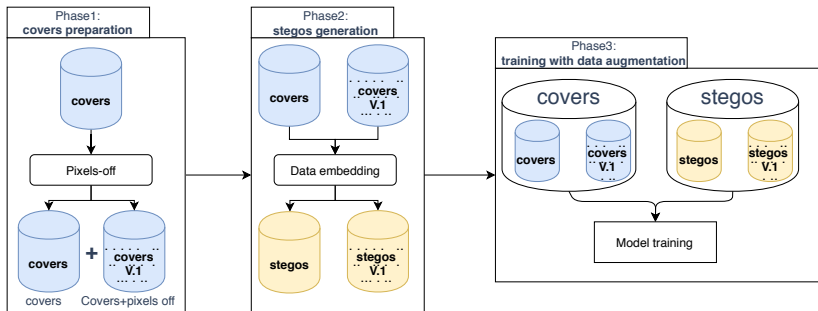 Phase1:
covers preparation
covers
Pixels-off
covers
+
covers
V.1
covers
Covers+pixels off
Phase2:
stegos generation
covers
covers
V.1
Data embedding
stegos
stegos
V.1
Phase3:
training with data augmentation
covers
covers
covers
V.1
stegos
stegos
stegos
V.1
Model training